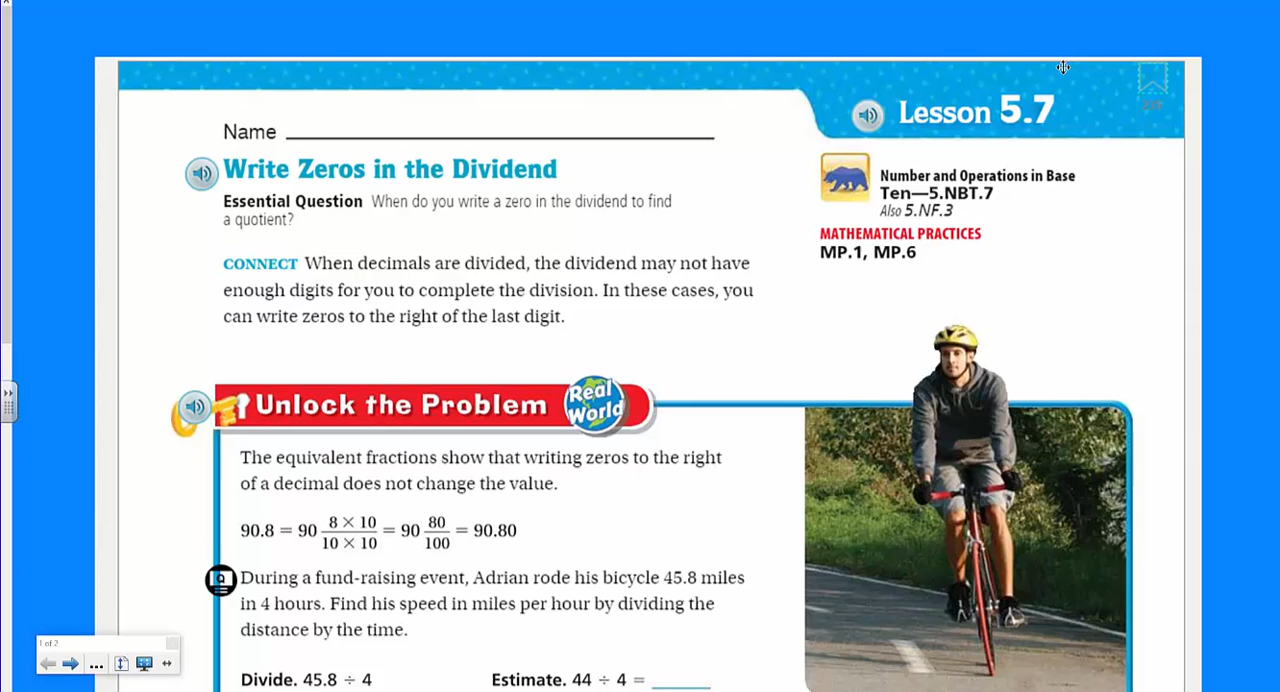 Lesson 5.7
Name
Write Zeros in the Dividend
Essential Question When do you write a zero in the dividend to find
a quotient?
Number and Operations in Base
Ten—5.NBT.7
Also 5.NF.3
MATHEMATICAL PRACTICES
MP.1, MP.6
CONNECT When decimals are divided, the dividend may not have
enough digits for you to complete the division. In these cases, you
can write zeros to the right of the last digit.
Unlock the Problem
Real
World
The equivalent fractions show that writing zeros to the right
of a decimal does not change the value.
90.8 = 90 8 × 10 / 10 × 10 = 90 80 / 100 = 90.80
During a fund-raising event, Adrian rode his bicycle 45.8 miles
in 4 hours. Find his speed in miles per hour by dividing the
distance by the time.
Divide. 45.8 ÷ 4 Estimate. 44 ÷ 4 = ______
1 of 2